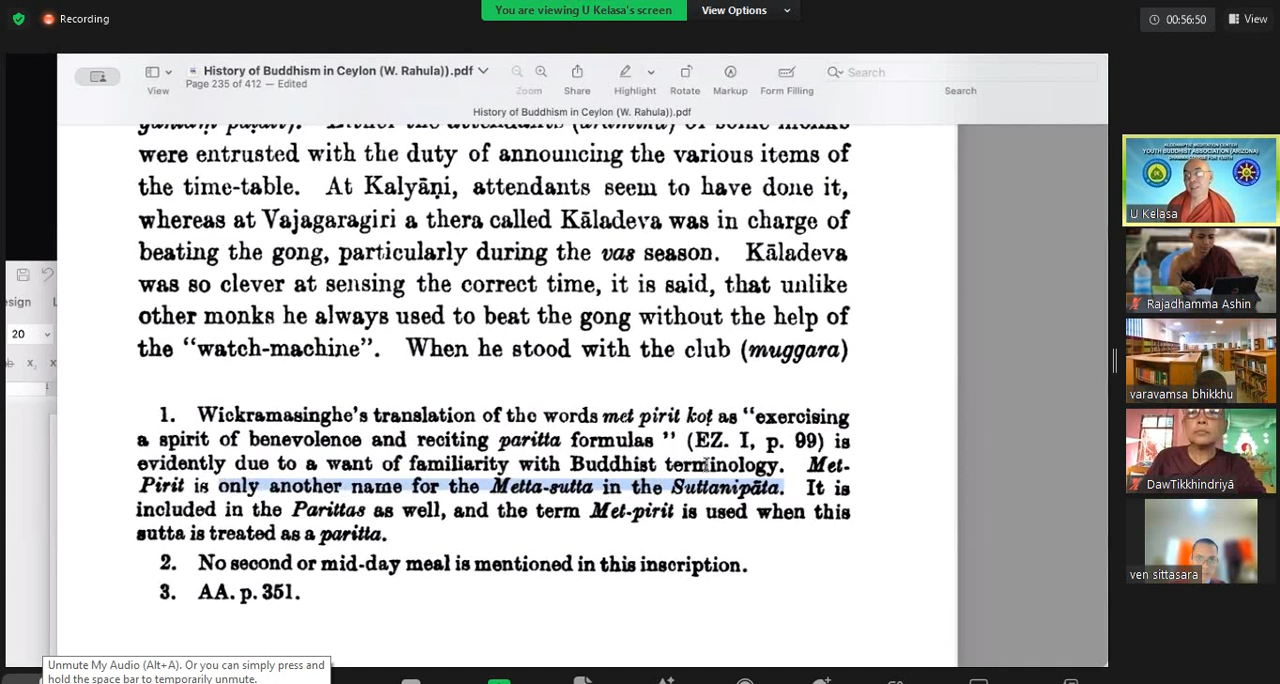 Recording
You are viewing U Kelasa's screen
View Options
00:56:50
View
History of Buddhism in Ceylon (W. Rahula)).pdf
Page 235 of 412 — Edited
View
Zoom
Share
Highlight
Rotate
Markup
Form Filling
Search
Search
History of Buddhism in Ceylon (W. Rahula)).pdf
were entrusted with the duty of announcing the various items of
the time-table. At Kalyāṇi, attendants seem to have done it,
whereas at Vajagaragiri a thera called Kāladeva was in charge of
beating the gong, particularly during the vas season. Kāladeva
was so clever at sensing the correct time, it is said, that unlike
other monks he always used to beat the gong without the help of
the "watch-machine". When he stood with the club (muggara)
1. Wickramasinghe's translation of the words met pirit koṭ as "exercising
a spirit of benevolence and reciting paritta formulas " (EZ. I, p. 99) is
evidently due to a want of familiarity with Buddhist terminology. Met-
Pirit is only another name for the Metta-sutta in the Suttanipāta. It is
included in the Parittas as well, and the term Met-pirit is used when this
sutta is treated as a paritta.
2. No second or mid-day meal is mentioned in this inscription.
3. AA. p. 351.
esign
20
YOUTH BUDDHIST ASSOCIATION (ARIZONA)
U Kelasa
Rajadhamma Ashin
varavamsa bhikkhu
DawTikkhindriyā
ven sittasara
Unmute My Audio (Alt+A). Or you can simply press and
hold the space bar to temporarily unmute.